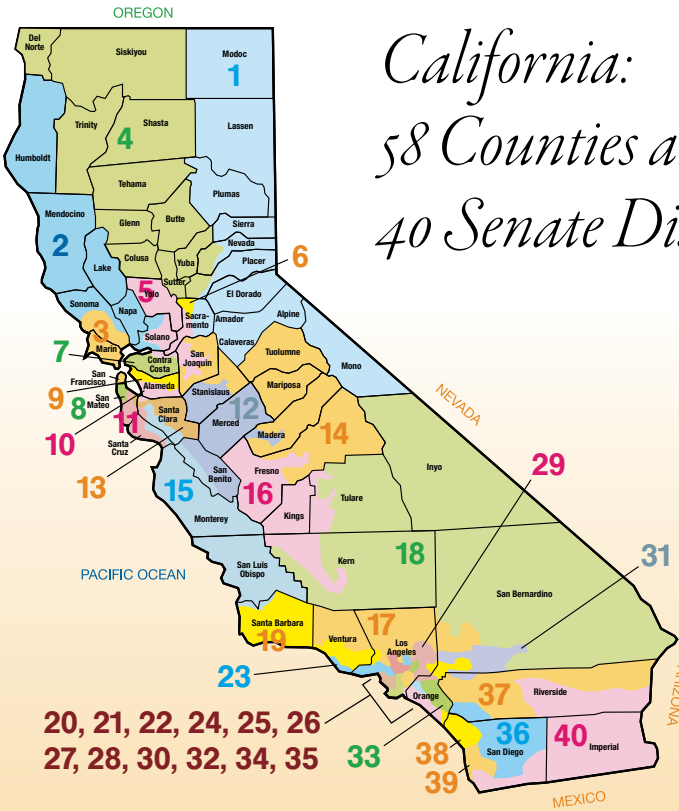 OREGON
California:
58 Counties a
40 Senate Dis
Del
Norte
Siskiyou
Modoc
1
Trinity
4
Shasta
Lassen
Humboldt
Tehama
Plumas
Mendocino
2
Glenn
Butte
Sierra
Nevada
Placer
6
Lake
Colusa
Yuba
Sutter
5
Yolo
El Dorado
Sonoma
Napa
Sacra-
mento
Amador
Alpine
3
Marin
Solano
Calaveras
Mono
7
Contra
Costa
San
Joaquin
Tuolumne
NEVADA
San
Francisco
Alameda
Stanislaus
Mariposa
9
San
Mateo
8
11
Santa
Clara
12
Merced
Madera
14
10
Santa
Cruz
13
San
Benito
Fresno
16
29
15
Monterey
Kings
Tulare
Inyo
PACIFIC OCEAN
San Luis
Obispo
Kern
18
San Bernardino
31
Santa Barbara
19
Ventura
17
Los
Angeles
23
Orange
37
Riverside
ARIZONA
20, 21, 22, 24, 25, 26
27, 28, 30, 32, 34, 35
33
38
39
36
San Diego
40
Imperial
MEXICO